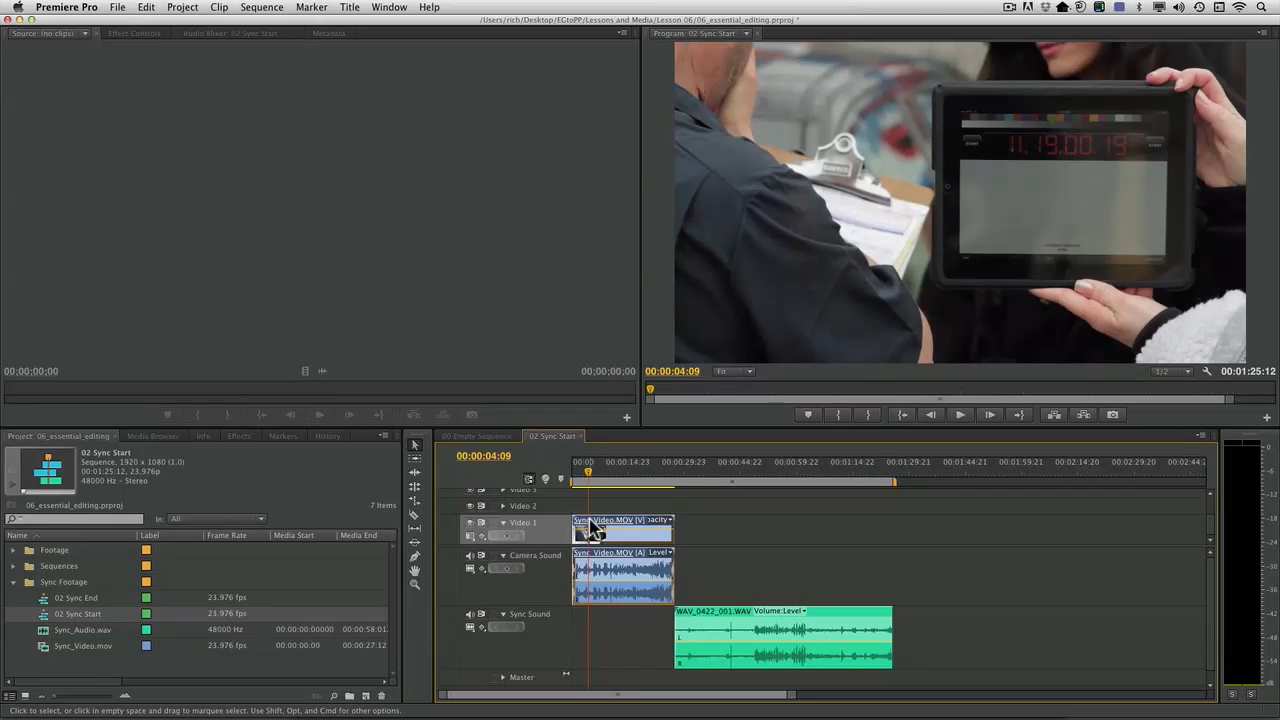 Premiere Pro File Edit Project Clip Sequence Marker Title Window Help
/Users/rich/Desktop/EGtoPP/Lessons and Media/Lesson 06/06_essential_editing.prproj *
Source: (no clips) Effect Controls Audio Mixer: 02 Sync Start Metadata
Program: 02 Sync Start
START 11.19.00.19 START
00;00;00;00 00;00;00;00
00:00:04:09 Fit 1/2 00:01:25:12
Project: 06_essential_editing Media Browser Info Effects Markers History
00 Empty Sequence 02 Sync Start
02 Sync Start
Sequence, 1920 x 1080 (1.0)
00:01:25:12, 23.976p
48000 Hz - Stereo
06_essential_editing.prproj 7 Items
In: All
Name Label Frame Rate Media Start Media End
Footage
Sequences
Sync Footage
02 Sync End 23.976 fps
02 Sync Start 23.976 fps
Sync_Audio.wav 48000 Hz 00:00:00:00000 00:00:58:01
Sync_Video.mov 23.976 fps 00:00:00:00 00:00:27:12
00:00:04:09
00:00 00:00:14:23 00:00:29:23 00:00:44:22 00:00:59:22 00:01:14:22 00:01:29:21 00:01:44:21 00:01:59:21 00:02:14:20 00:02:29:20 00:02:44:2
Video 3
Video 2
Video 1 Sync_Video.MOV [V] pacity
Camera Sound Sync_Video.MOV [A] Level
Sync Sound WAV_0422_001.WAV Volume:Level
L
R
Master
0
S S
Click to select, or click in empty space and drag to marquee select. Use Shift, Opt, and Cmd for other options.